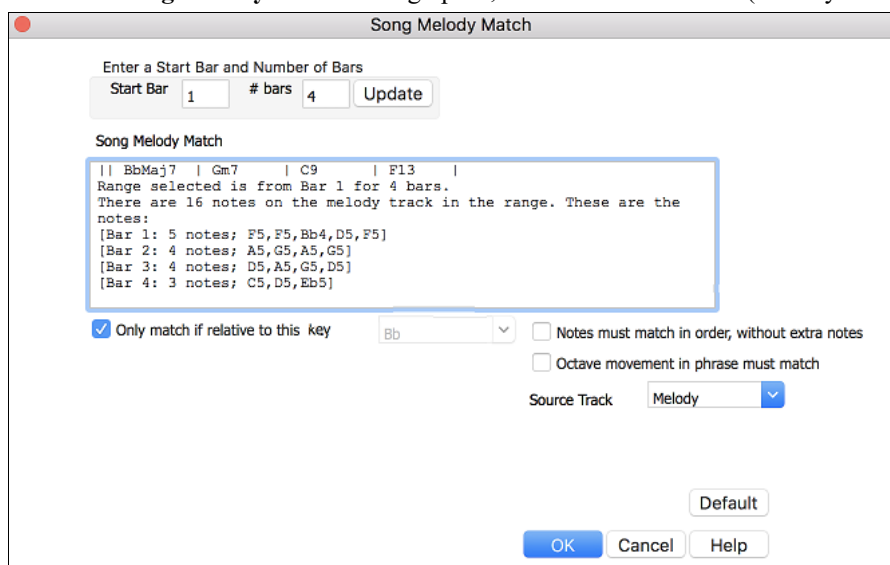 Song Melody Match
Enter a Start Bar and Number of Bars
Start Bar 1 # bars 4 Update
Song Melody Match
|| BbMaj7 | Gm7 | C9 | F13 |
Range selected is from Bar 1 for 4 bars.
There are 16 notes on the melody track in the range. These are the
notes:
[Bar 1: 5 notes; F5,F5,Bb4,D5,F5]
[Bar 2: 4 notes; A5,G5,A5,G5]
[Bar 3: 4 notes; D5,A5,G5,D5]
[Bar 4: 3 notes; C5,D5,Eb5]
Only match if relative to this key Bb
Notes must match in order, without extra notes
Octave movement in phrase must match
Source Track Melody
Default
OK Cancel Help